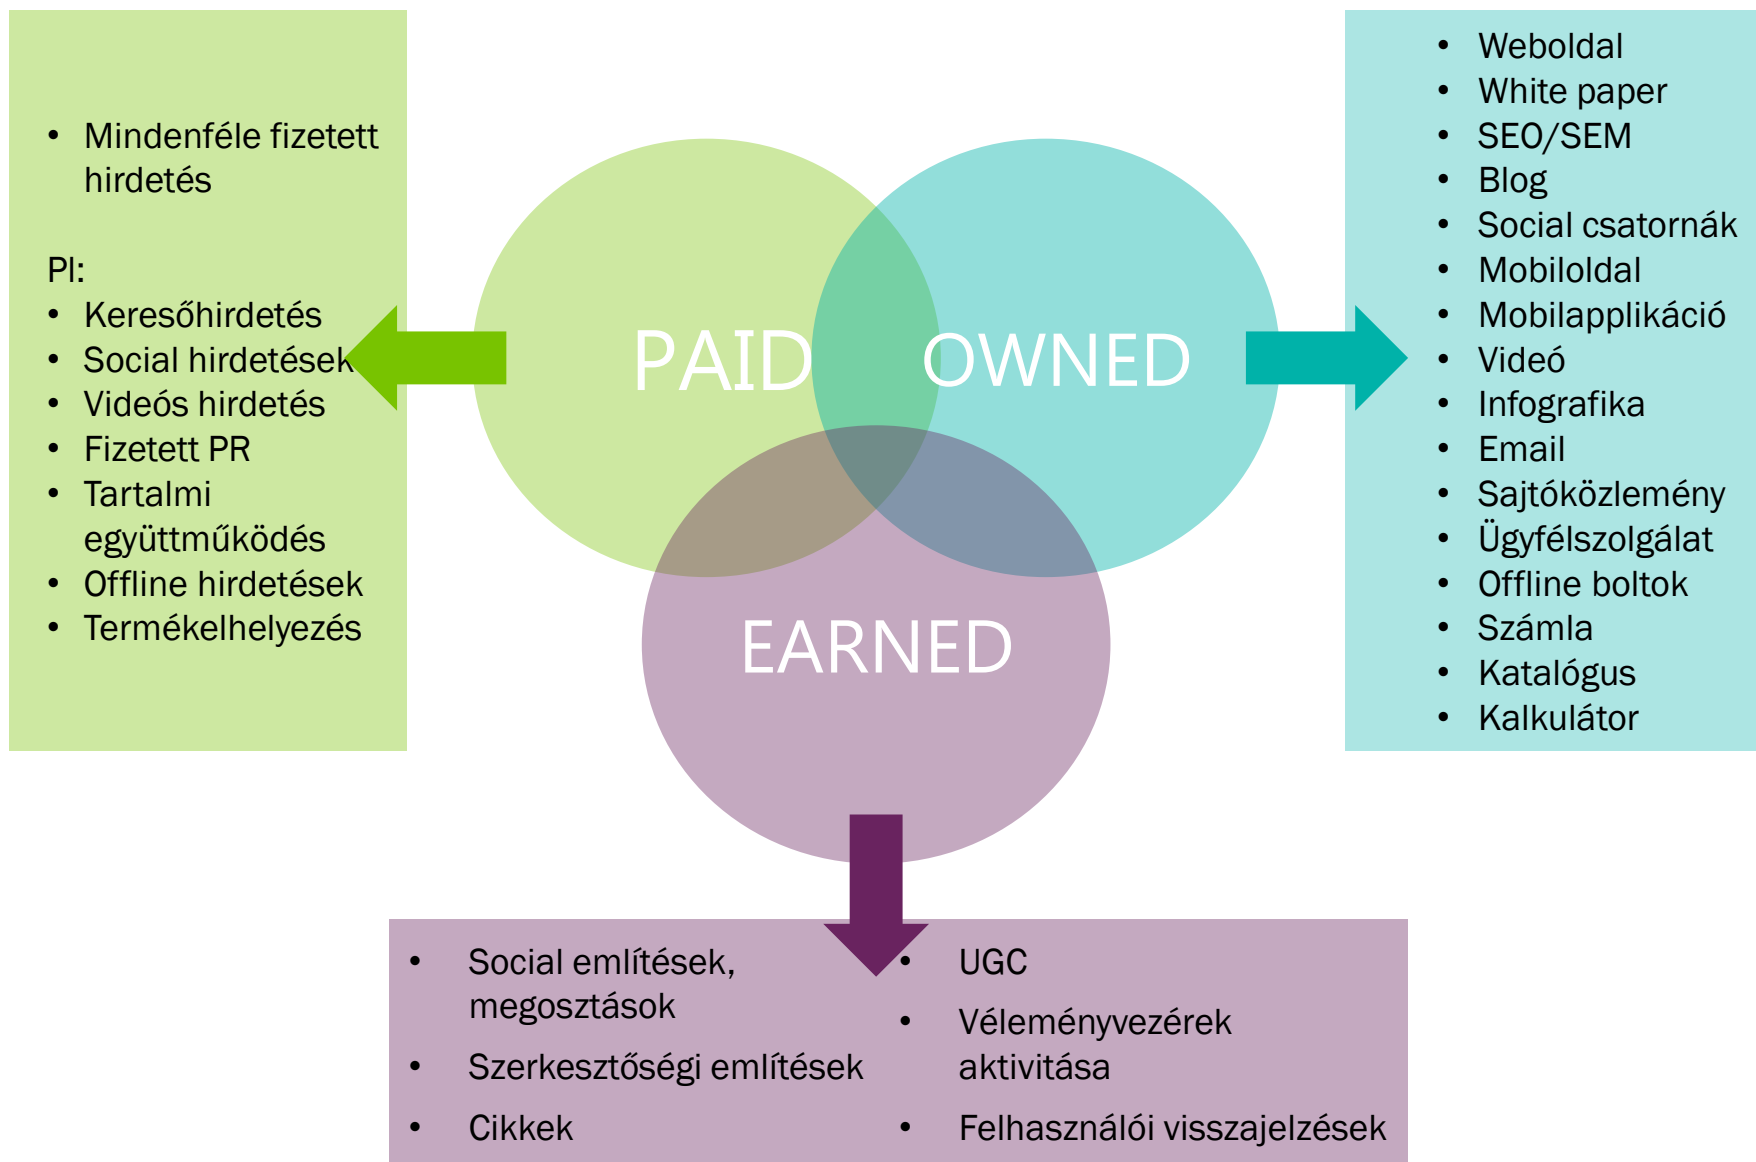 • Mindenféle fizetett
hirdetés
Pl:
• Keresőhirdetés
• Social hirdetések
• Videós hirdetés
• Fizetett PR
• Tartalmi
együttműködés
• Offline hirdetések
• Termékelhelyezés
PAID
OWNED
EARNED
• Weboldal
• White paper
• SEO/SEM
• Blog
• Social csatornák
• Mobiloldal
• Mobilapplikáció
• Videó
• Infografika
• Email
• Sajtóközlemény
• Ügyfélszolgálat
• Offline boltok
• Számla
• Katalógus
• Kalkulátor
• Social említések,
megosztások
• Szerkesztőségi említések
• Cikkek
• UGC
• Véleményvezérek
aktivitása
• Felhasználói visszajelzések